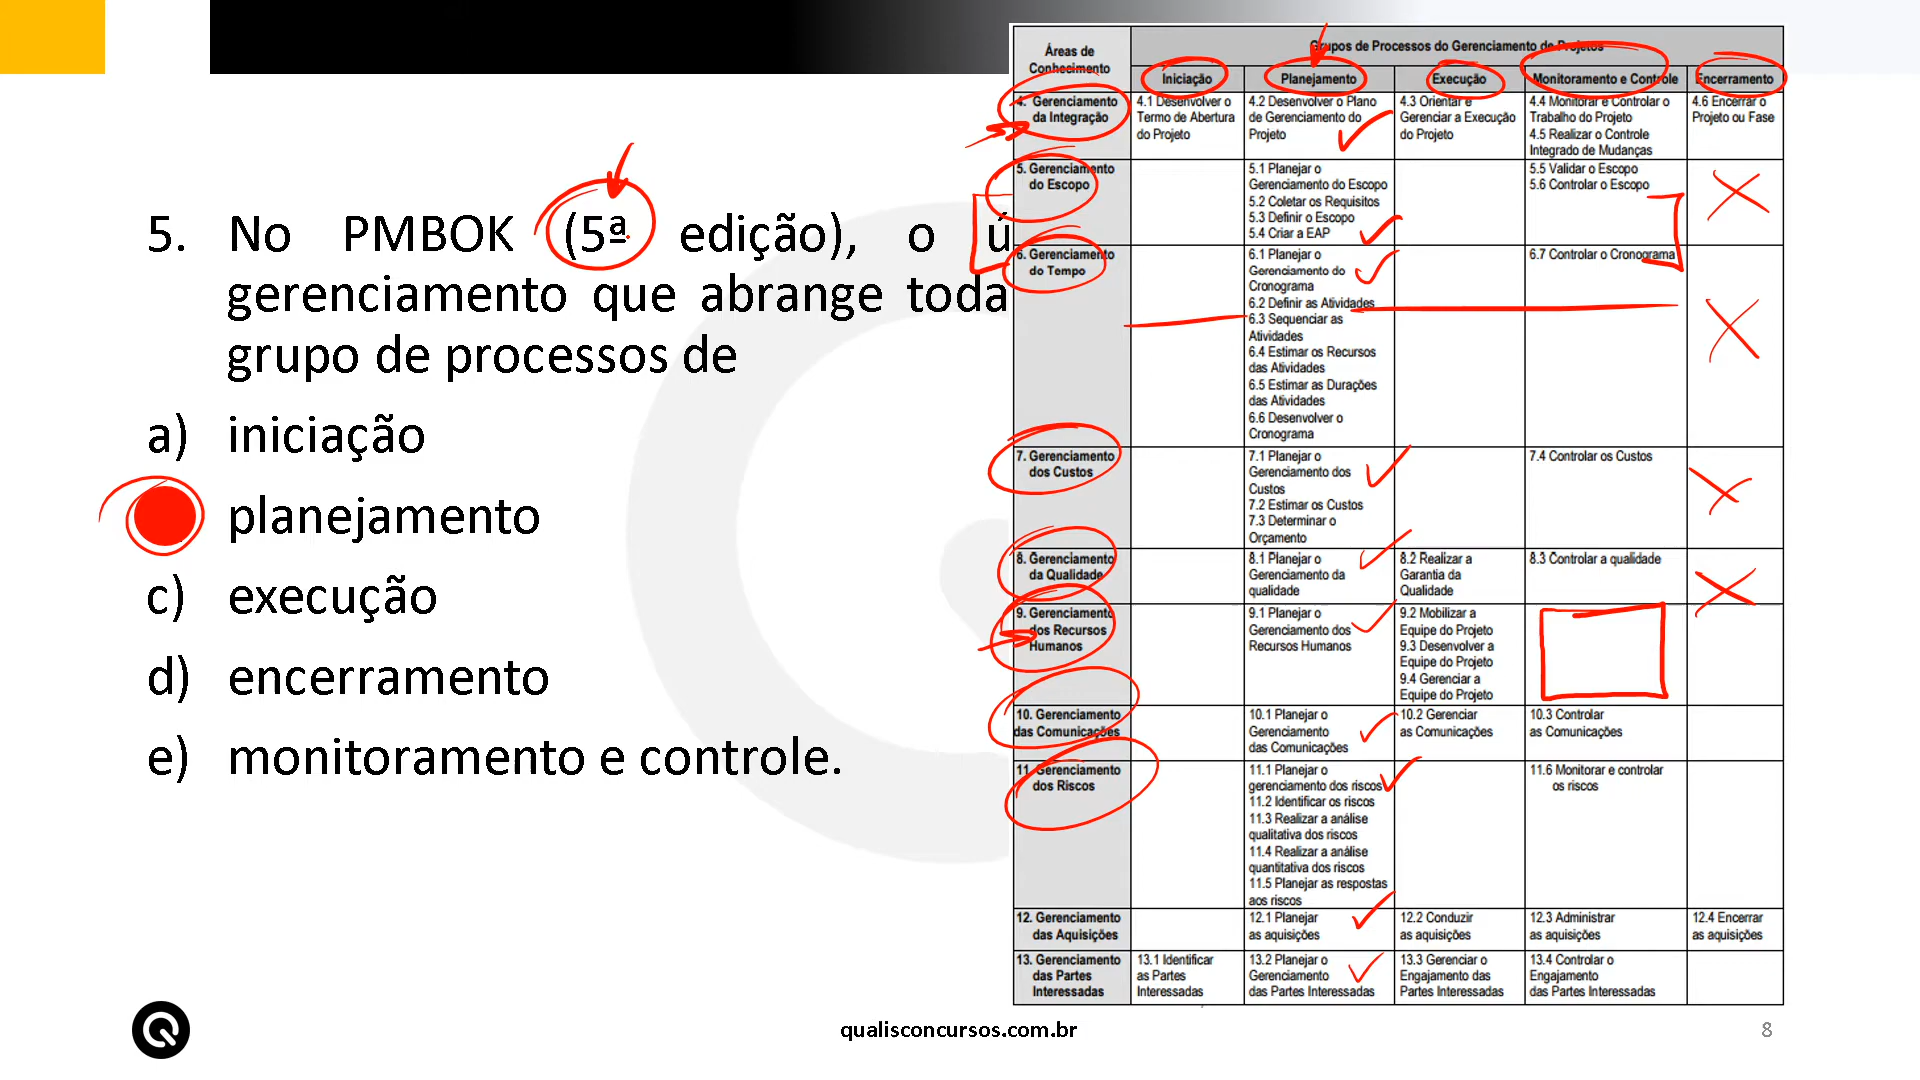 5. No PMBOK (5ª edição), o ú
gerenciamento que abrange toda
grupo de processos de
a) iniciação
planejamento
c) execução
d) encerramento
e) monitoramento e controle.
Áreas de
Conhecimento
Grupos de Processos do Gerenciamento de Projetos
Iniciação
Planejamento
Execução
Monitoramento e Controle
Encerramento
4. Gerenciamento
da Integração
4.1 Desenvolver o
Termo de Abertura
do Projeto
4.2 Desenvolver o Plano
de Gerenciamento do
Projeto
4.3 Orientar e
Gerenciar a Execução
do Projeto
4.4 Monitorar e Controlar o
Trabalho do Projeto
4.5 Realizar o Controle
Integrado de Mudanças
4.6 Encerrar o
Projeto ou Fase
5. Gerenciamento
do Escopo
5.1 Planejar o
Gerenciamento do Escopo
5.2 Coletar os Requisitos
5.3 Definir o Escopo
5.4 Criar a EAP
5.5 Validar o Escopo
5.6 Controlar o Escopo
6. Gerenciamento
do Tempo
6.1 Planejar o
Gerenciamento do
Cronograma
6.2 Definir as Atividades
6.3 Sequenciar as
Atividades
6.4 Estimar os Recursos
das Atividades
6.5 Estimar as Durações
das Atividades
6.6 Desenvolver o
Cronograma
6.7 Controlar o Cronograma
7. Gerenciamento
dos Custos
7.1 Planejar o
Gerenciamento dos
Custos
7.2 Estimar os Custos
7.3 Determinar o
Orçamento
7.4 Controlar os Custos
8. Gerenciamento
da Qualidade
8.1 Planejar o
Gerenciamento da
qualidade
8.2 Realizar a
Garantia da
Qualidade
8.3 Controlar a qualidade
9. Gerenciamento
dos Recursos
Humanos
9.1 Planejar o
Gerenciamento dos
Recursos Humanos
9.2 Mobilizar a
Equipe do Projeto
9.3 Desenvolver a
Equipe do Projeto
9.4 Gerenciar a
Equipe do Projeto
10. Gerenciamento
das Comunicações
10.1 Planejar o
Gerenciamento
das Comunicações
10.2 Gerenciar
as Comunicações
10.3 Controlar
as Comunicações
11. Gerenciamento
dos Riscos
11.1 Planejar o
gerenciamento dos riscos
11.2 Identificar os riscos
11.3 Realizar a análise
qualitativa dos riscos
11.4 Realizar a análise
quantitativa dos riscos
11.5 Planejar as respostas
aos riscos
11.6 Monitorar e controlar
os riscos
12. Gerenciamento
das Aquisições
12.1 Planejar
as aquisições
12.2 Conduzir
as aquisições
12.3 Administrar
as aquisições
12.4 Encerrar
as aquisições
13. Gerenciamento
das Partes
Interessadas
13.1 Identificar
as Partes
Interessadas
13.2 Planejar o
Gerenciamento
das Partes Interessadas
13.3 Gerenciar o
Engajamento das
Partes Interessadas
13.4 Controlar o
Engajamento
das Partes Interessadas
qualisconcursos.com.br
8